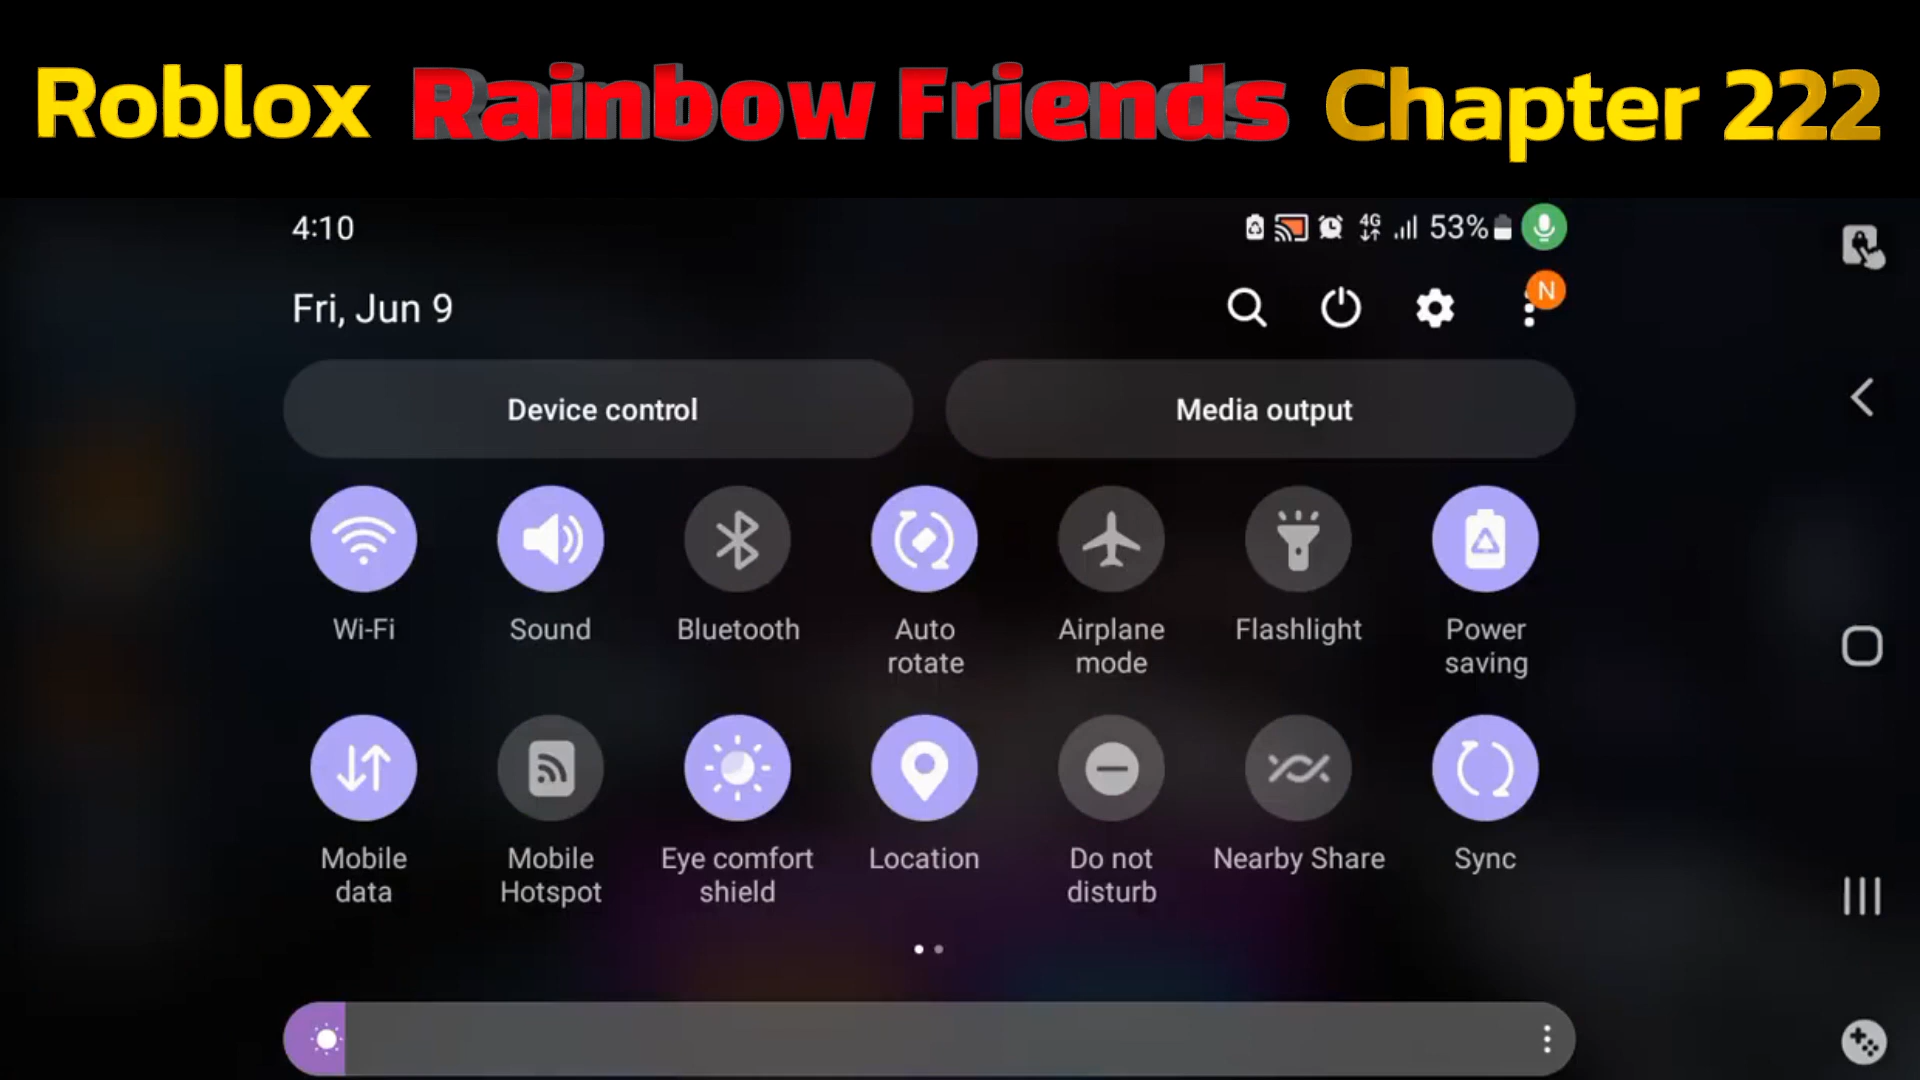 Roblox Rainbow Friends Chapter 222
4:10
4G 53%
Fri, Jun 9
N
Device control
Media output
Wi-Fi
Sound
Bluetooth
Auto
rotate
Airplane
mode
Flashlight
Power
saving
Mobile
data
Mobile
Hotspot
Eye comfort
shield
Location
Do not
disturb
Nearby Share
Sync